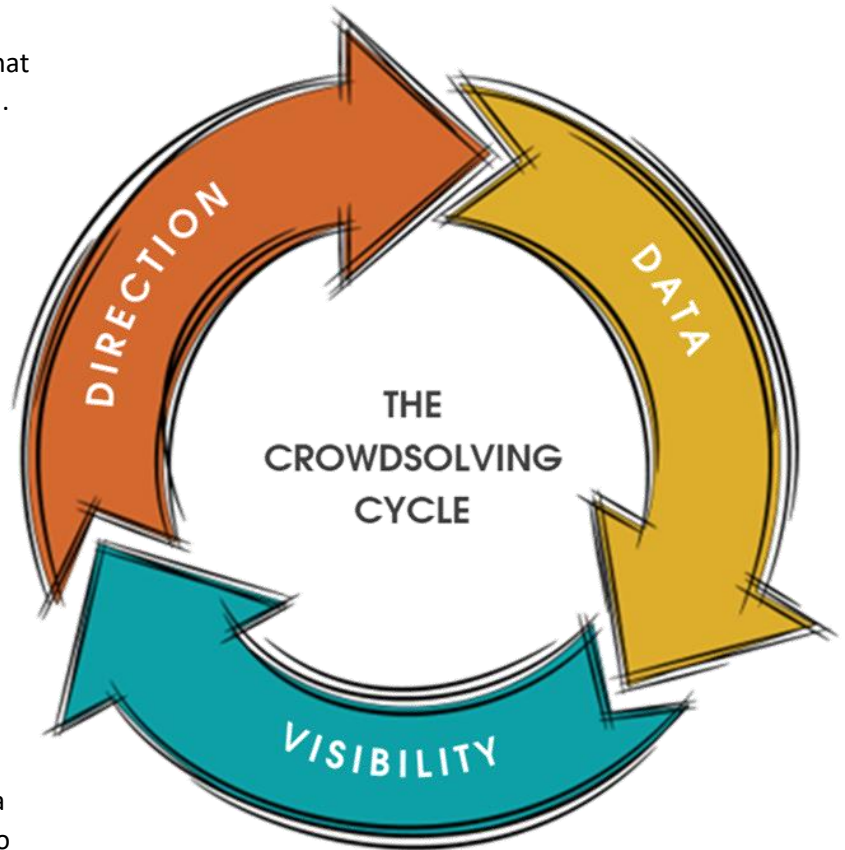 DIRECTION
DATA
THE
CROWDSOLVING
CYCLE
VISIBILITY